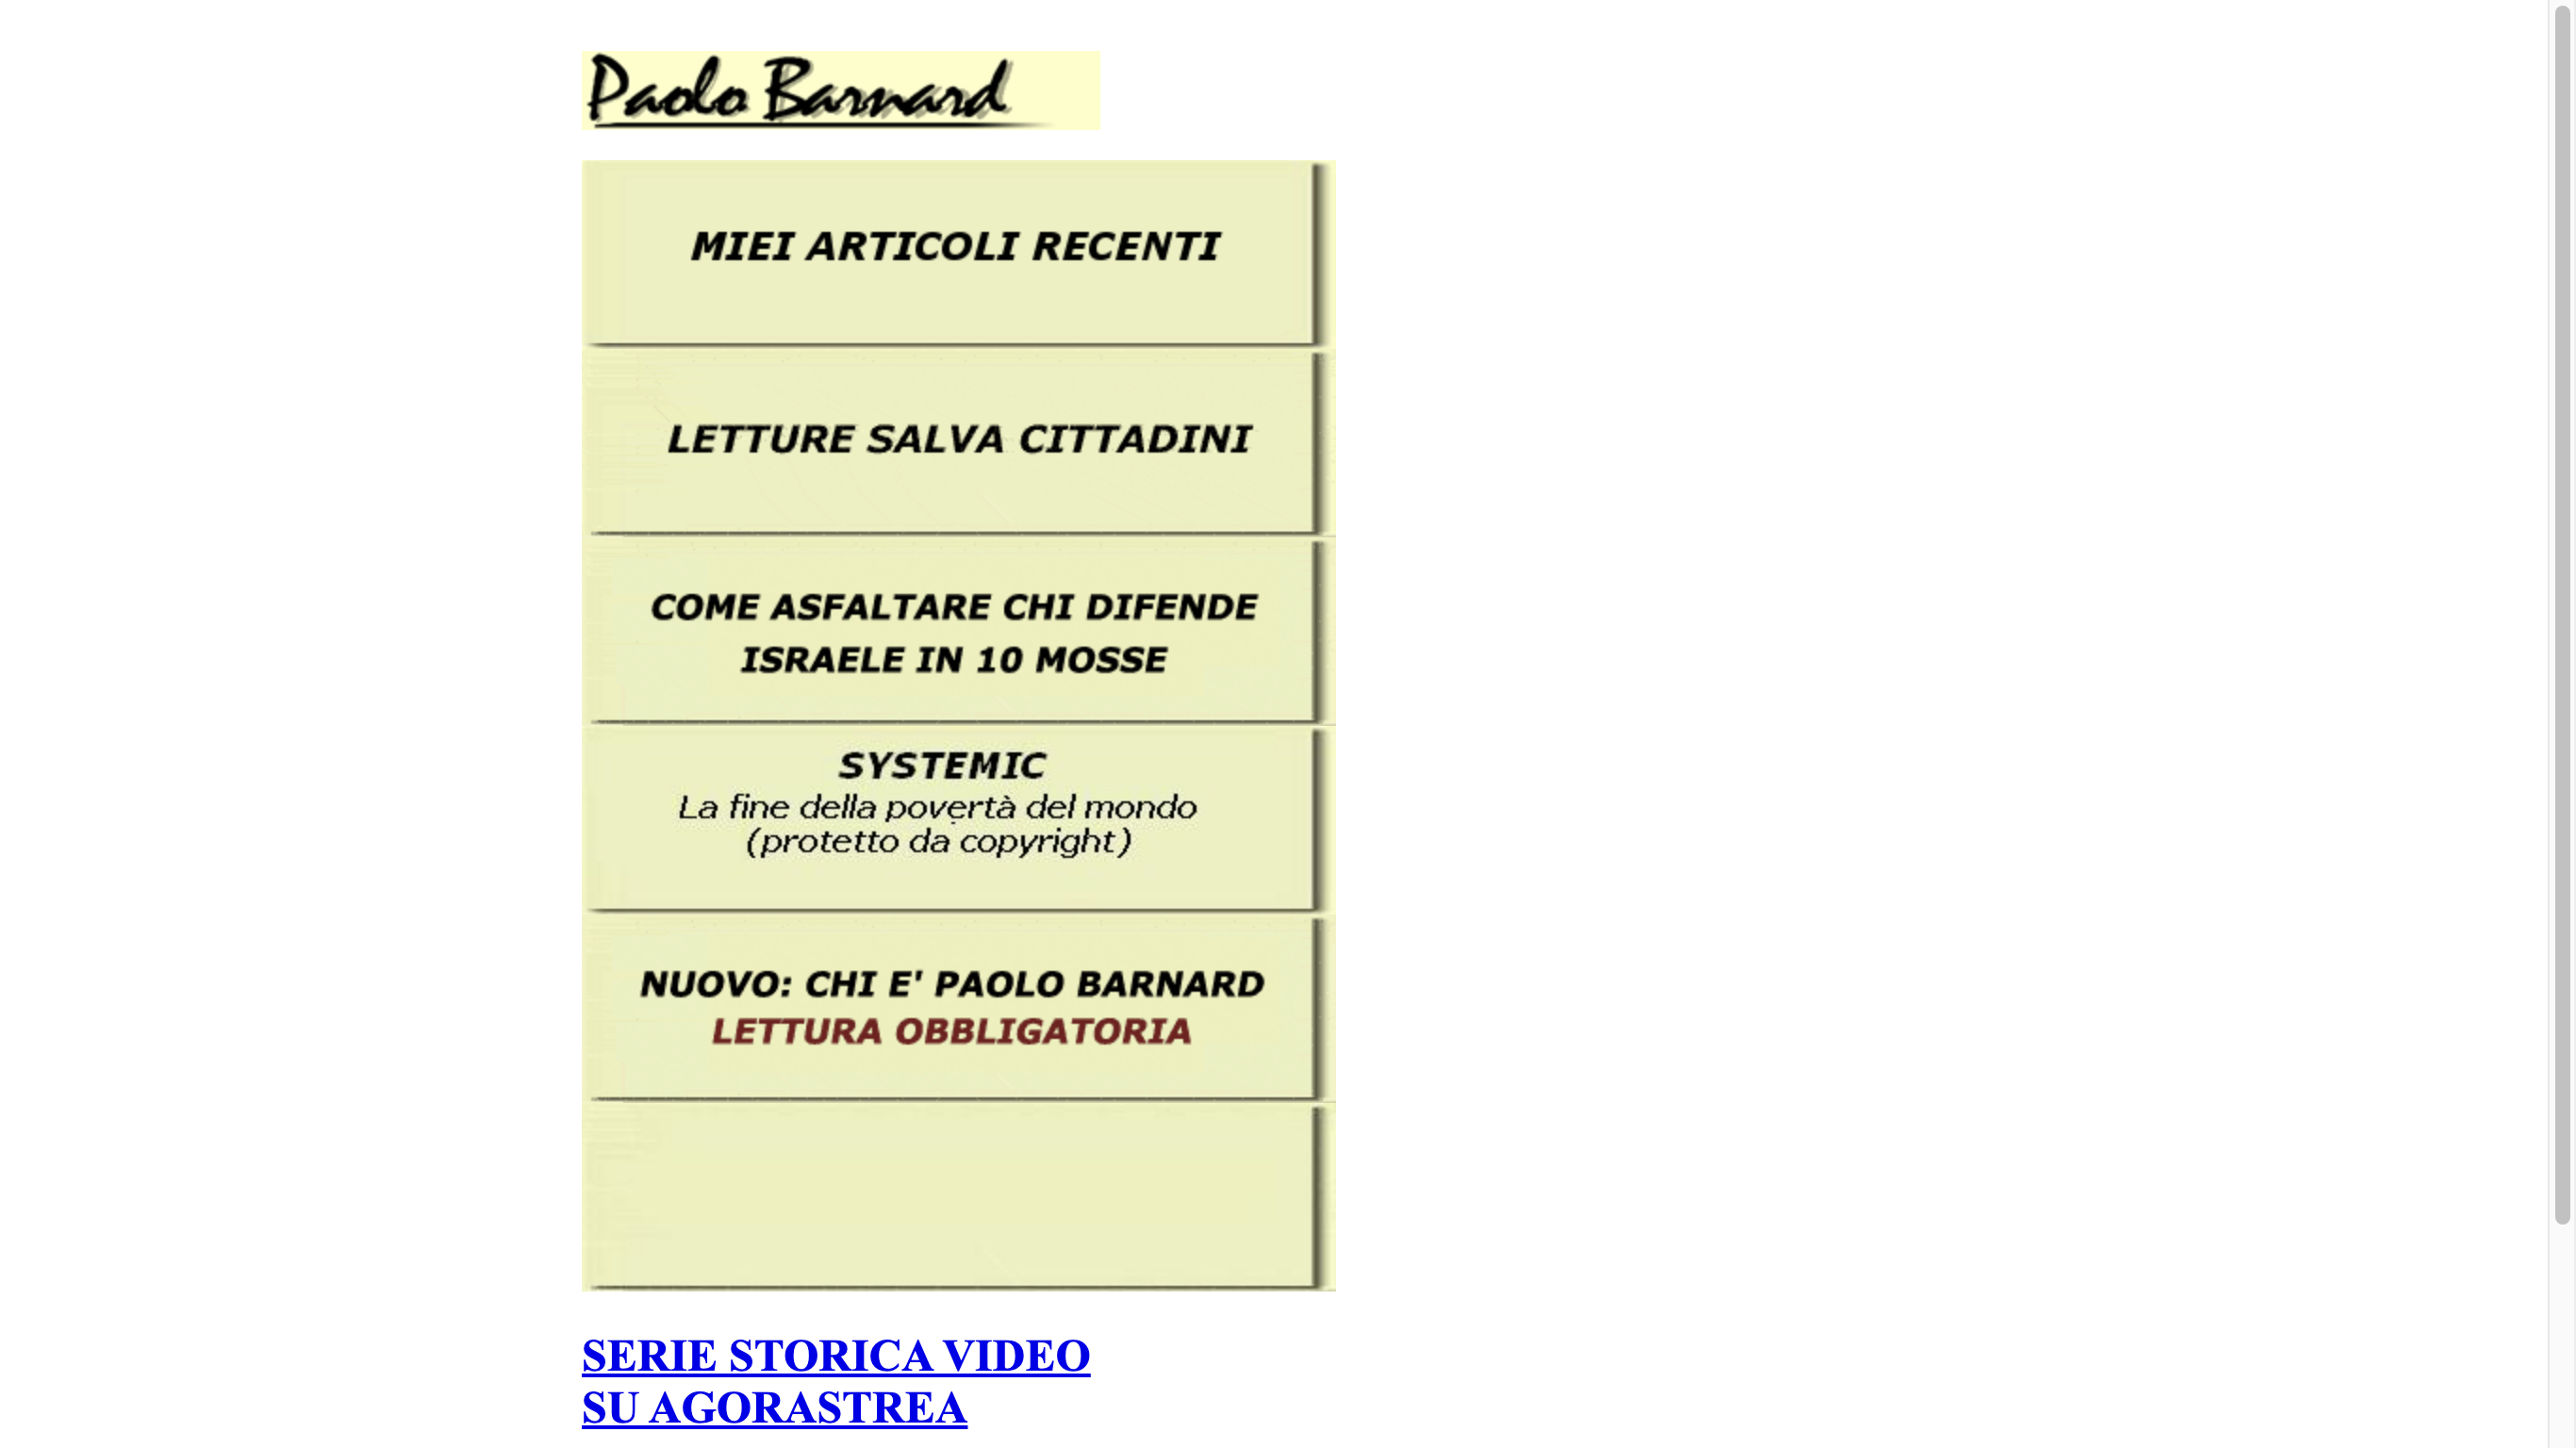 Paolo Barnard
MIEI ARTICOLI RECENTI
LETTURE SALVA CITTADINI
COME ASFALTARE CHI DIFENDE
ISRAELE IN 10 MOSSE
SYSTEMIC
La fine della povertà del mondo
(protetto da copyright)
NUOVO: CHI E' PAOLO BARNARD
LETTURA OBBLIGATORIA
SERIE STORICA VIDEO
SU AGORASTREA